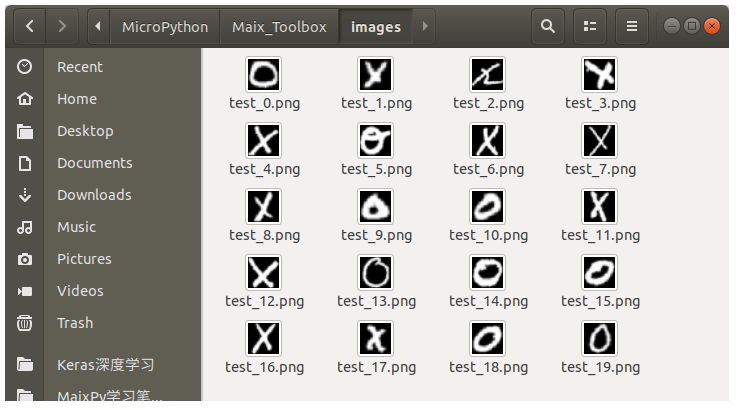 MicroPython Maix_Toolbox images
Recent
Home
Desktop
Documents
Downloads
Music
Pictures
Videos
Trash
Keras深度学习
MaixPy学习笔...
test_0.png test_1.png test_2.png test_3.png
test_4.png test_5.png test_6.png test_7.png
test_8.png test_9.png test_10.png test_11.png
test_12.png test_13.png test_14.png test_15.png
test_16.png test_17.png test_18.png test_19.png